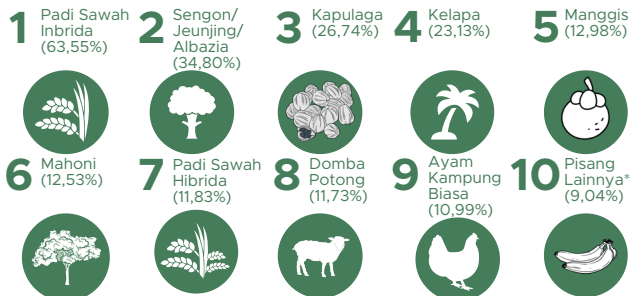 1 Padi Sawah
Inbrida
(63,55%)
2 Sengon/
Jeunjing/
Albazia
(34,80%)
3 Kapulaga
(26,74%)
4 Kelapa
(23,13%)
5 Manggis
(12,98%)
6 Mahoni
(12,53%)
7 Padi Sawah
Hibrida
(11,83%)
8 Domba
Potong
(11,73%)
9 Ayam
Kampung
Biasa
(10,99%)
10 Pisang
Lainnya*
(9,04%)